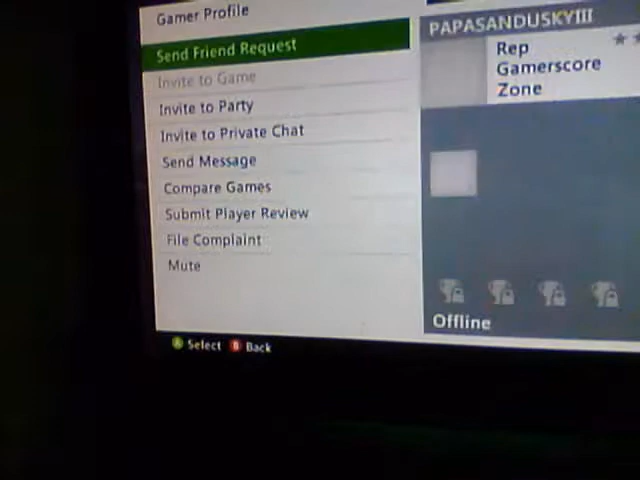 Gamer Profile
Send Friend Request
Invite to Game
Invite to Party
Invite to Private Chat
Send Message
Compare Games
Submit Player Review
File Complaint
Mute
A Select B Back
PAPASANDUSKYIII
Rep
Gamerscore
Zone
Offline